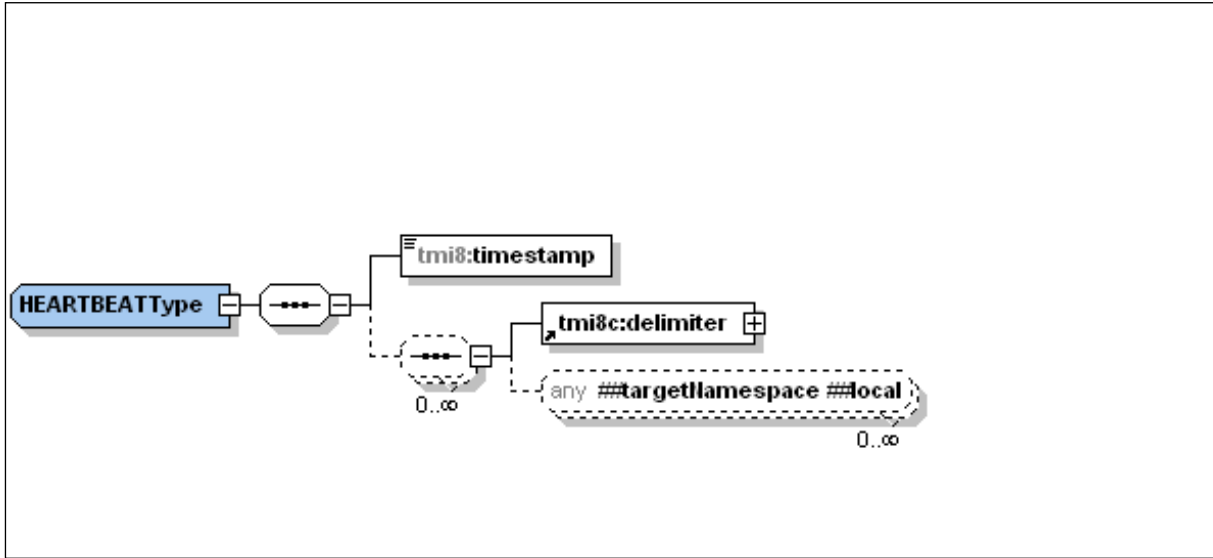 tmi8:timestamp
HEARTBEATType
tmi8c:delimiter
any ##targetNamespace ##local
0..∞
0..∞